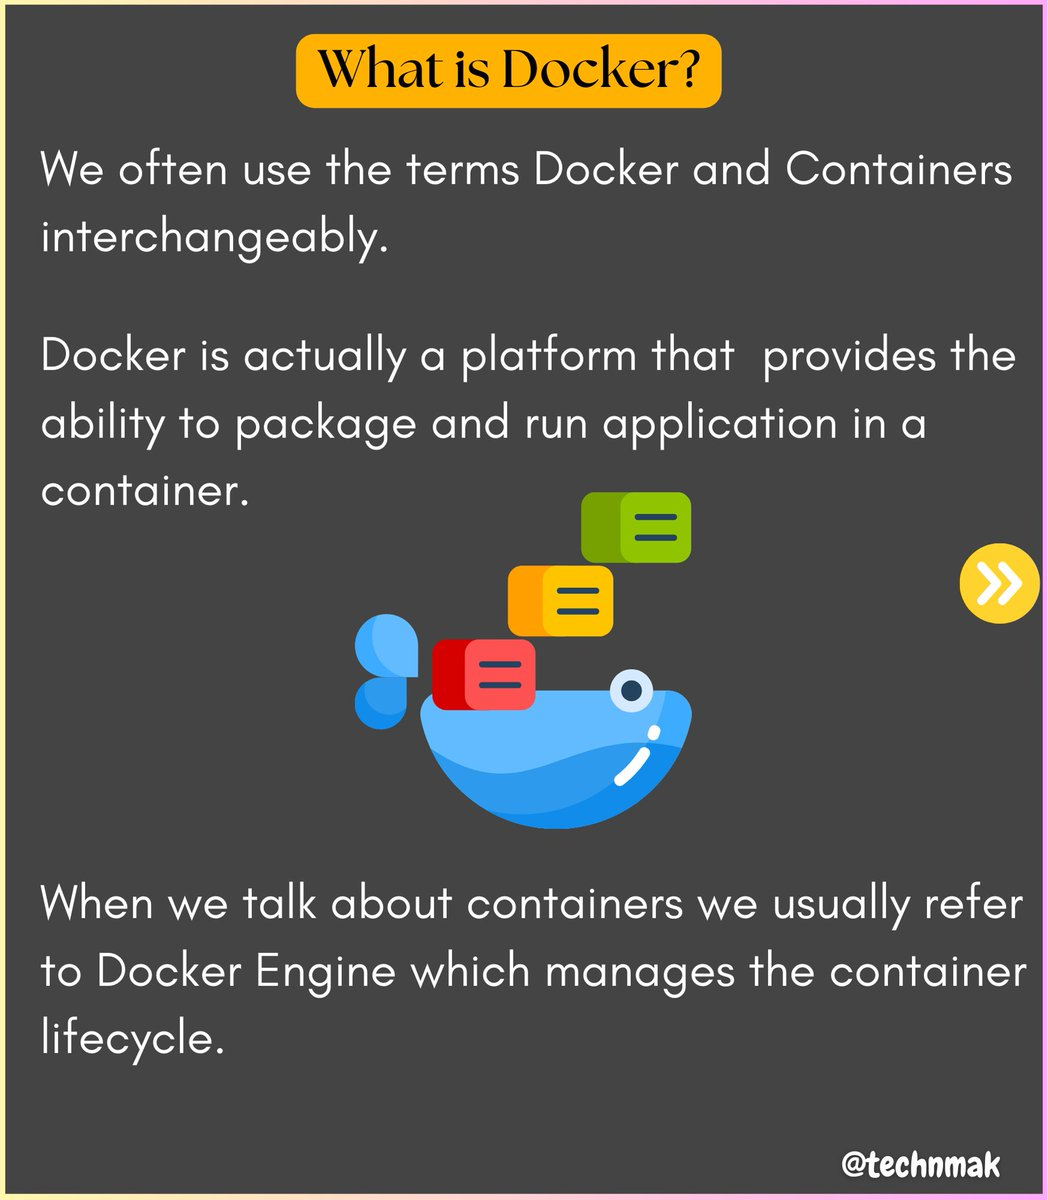 What is Docker?
We often use the terms Docker and Containers
interchangeably.
Docker is actually a platform that  provides the
ability to package and run application in a
container.
When we talk about containers we usually refer
to Docker Engine which manages the container
lifecycle.
@technmak